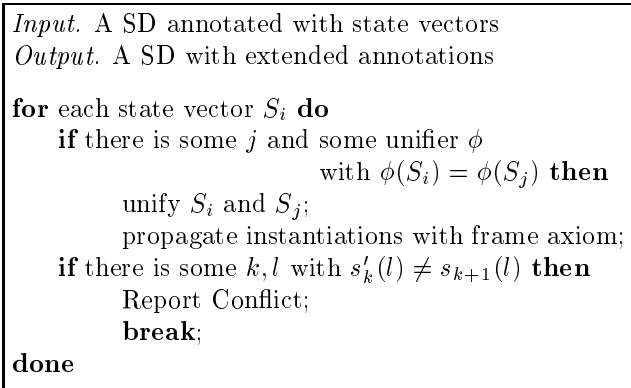 Input. A SD annotated with state vectors
Output. A SD with extended annotations
for each state vector S_i do
if there is some j and some unifier ϕ
with ϕ(S_i) = ϕ(S_j) then
unify S_i and S_j;
propagate instantiations with frame axiom;
if there is some k, l with s'_k(l) ≠ s_{k+1}(l) then
Report Conflict;
break;
done